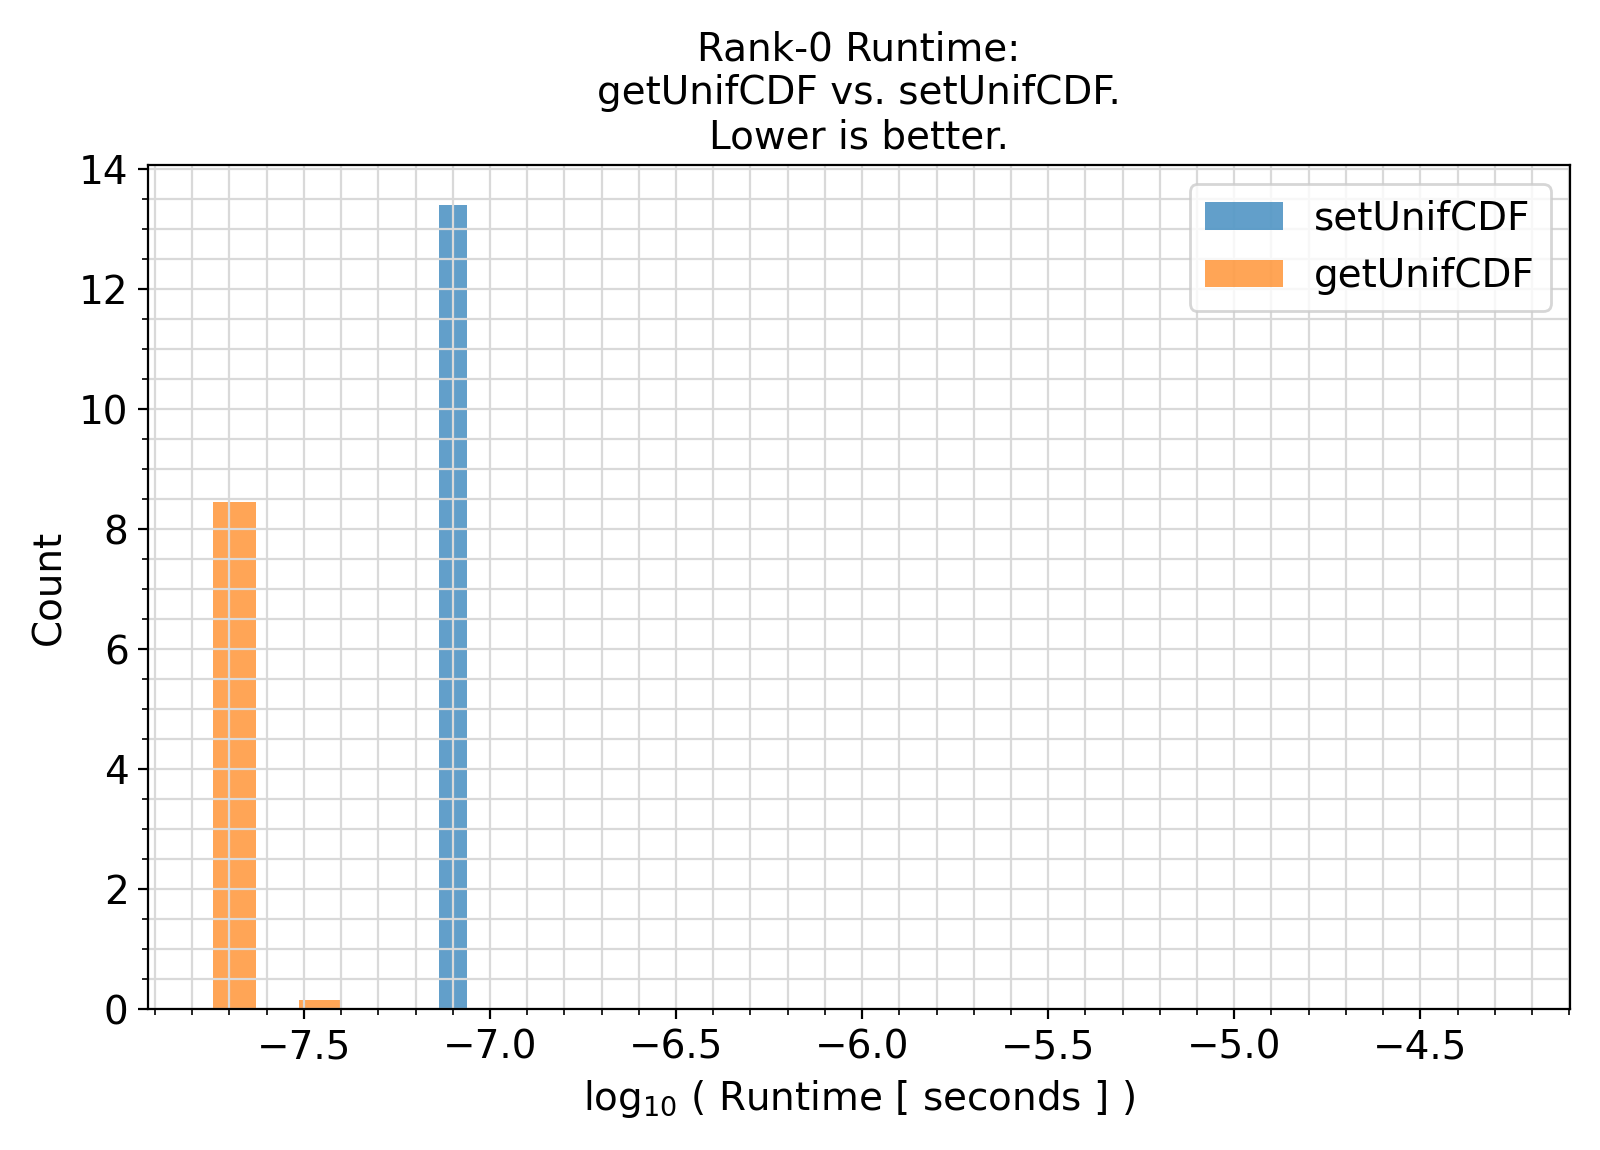 Rank-0 Runtime:
getUnifCDF vs. setUnifCDF.
Lower is better.
14
12
10
8
6
4
2
0
Count
setUnifCDF
getUnifCDF
−7.5 −7.0 −6.5 −6.0 −5.5 −5.0 −4.5
log₁₀ ( Runtime [ seconds ] )